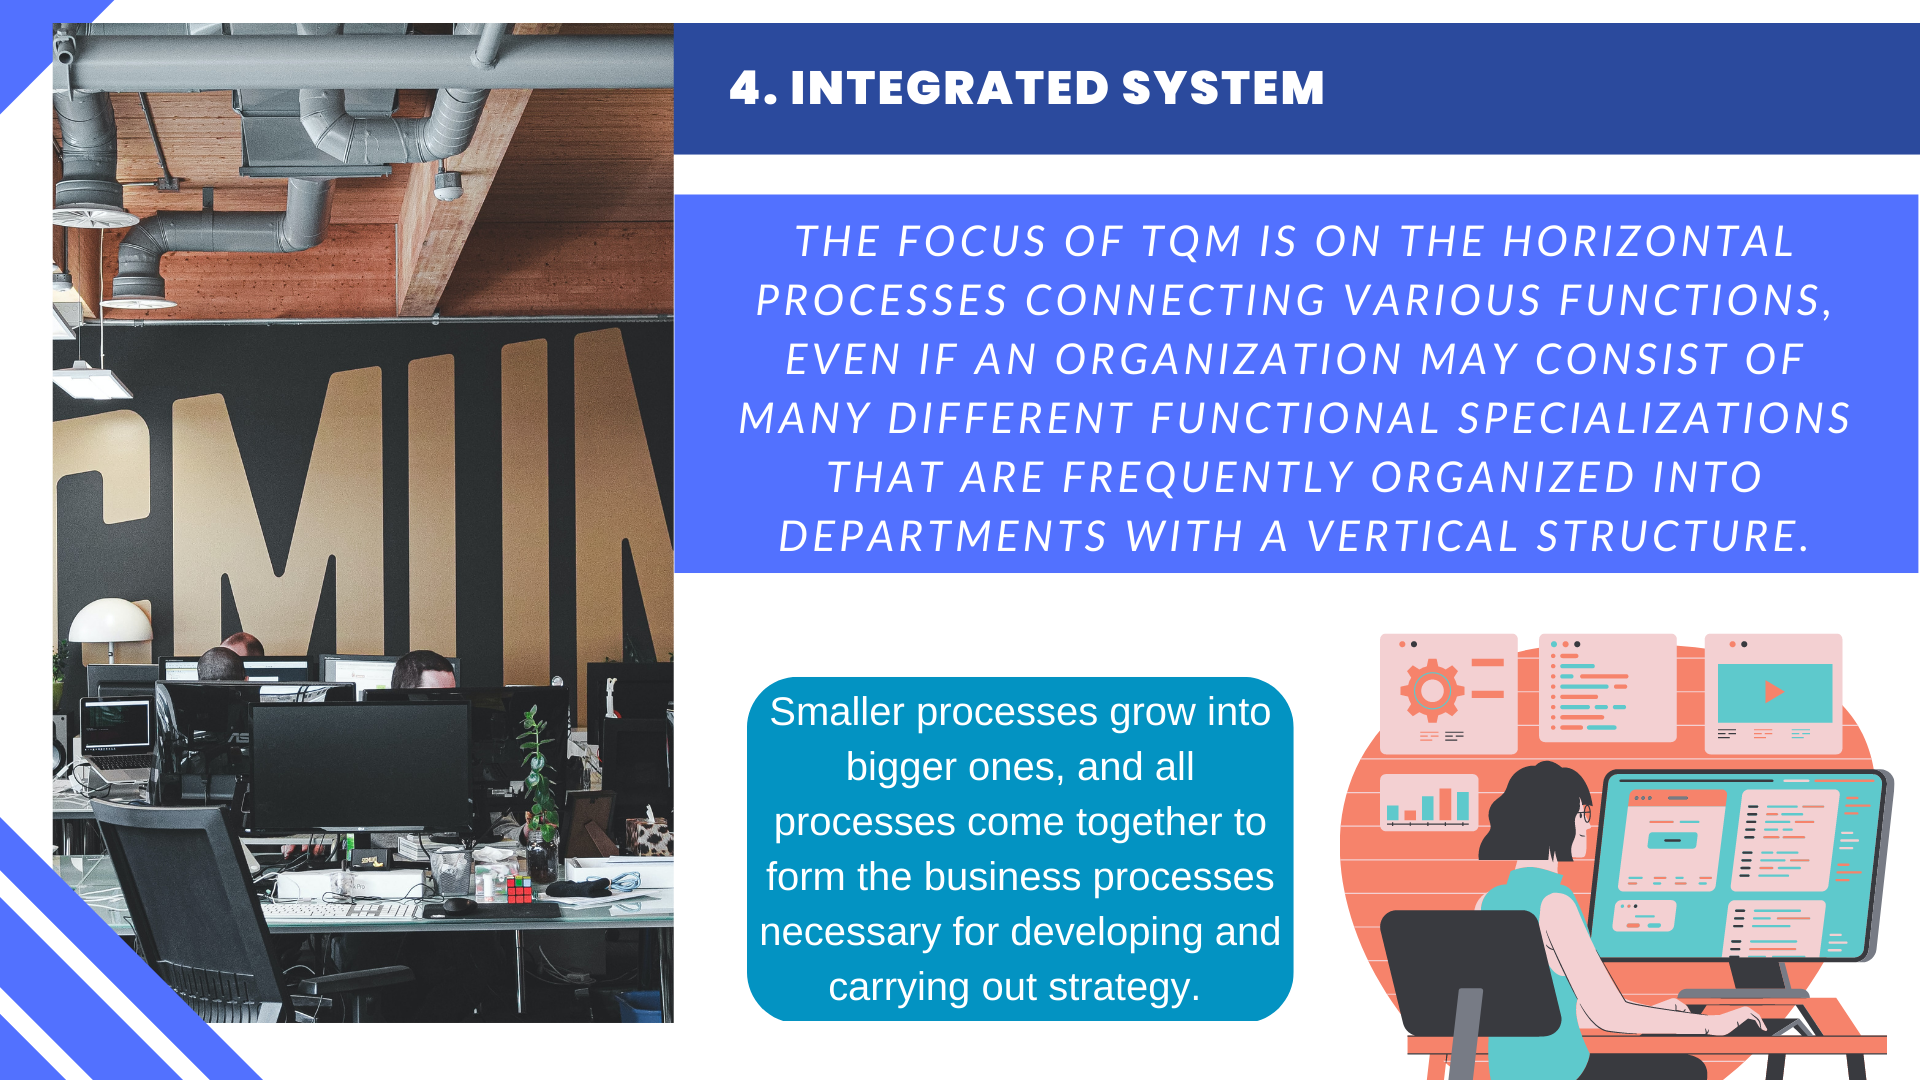 4. INTEGRATED SYSTEM
THE FOCUS OF TQM IS ON THE HORIZONTAL
PROCESSES CONNECTING VARIOUS FUNCTIONS,
EVEN IF AN ORGANIZATION MAY CONSIST OF
MANY DIFFERENT FUNCTIONAL SPECIALIZATIONS
THAT ARE FREQUENTLY ORGANIZED INTO
DEPARTMENTS WITH A VERTICAL STRUCTURE.
Smaller processes grow into
bigger ones, and all
processes come together to
form the business processes
necessary for developing and
carrying out strategy.